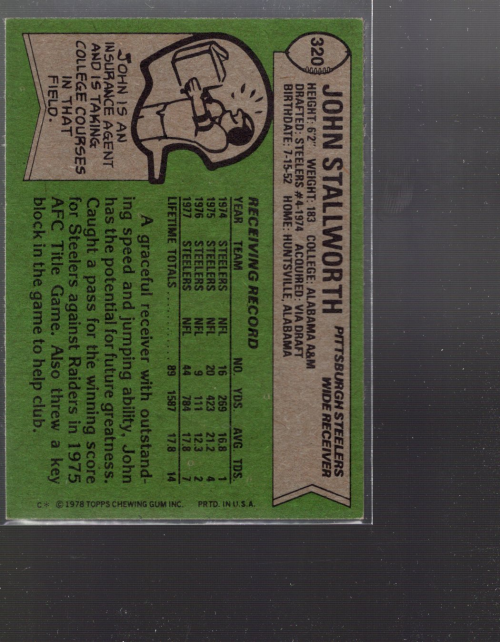 320
JOHN STALLWORTH PITTSBURGH STEELERS
WIDE RECEIVER
HEIGHT: 6'2" WEIGHT: 183 COLLEGE: ALABAMA A&M
DRAFTED: STEELERS #4-1974 ACQUIRED: VIA DRAFT
BIRTHDATE: 7-15-52 HOME: HUNTSVILLE, ALABAMA
JOHN IS AN
INSURANCE AGENT
AND IS TAKING
COLLEGE COURSES
IN THAT
FIELD.
RECEIVING RECORD
YEAR TEAM NO. YDS. AVG. TDS.
1974 STEELERS NFL 16 269 16.8 1
1975 STEELERS NFL 20 423 21.2 4
1976 STEELERS NFL 9 111 12.3 2
1977 STEELERS NFL 44 784 17.8 7
LIFETIME TOTALS .......... 89 1587 17.8 14
A graceful receiver with outstand-
ing speed and jumping ability, John
has the potential for future greatness.
Caught a pass for the winning score
for Steelers against Raiders in 1975
AFC Title Game. Also threw a key
block in the game to help club.
© 1978 TOPPS CHEWING GUM INC. PRTD. IN U.S.A.